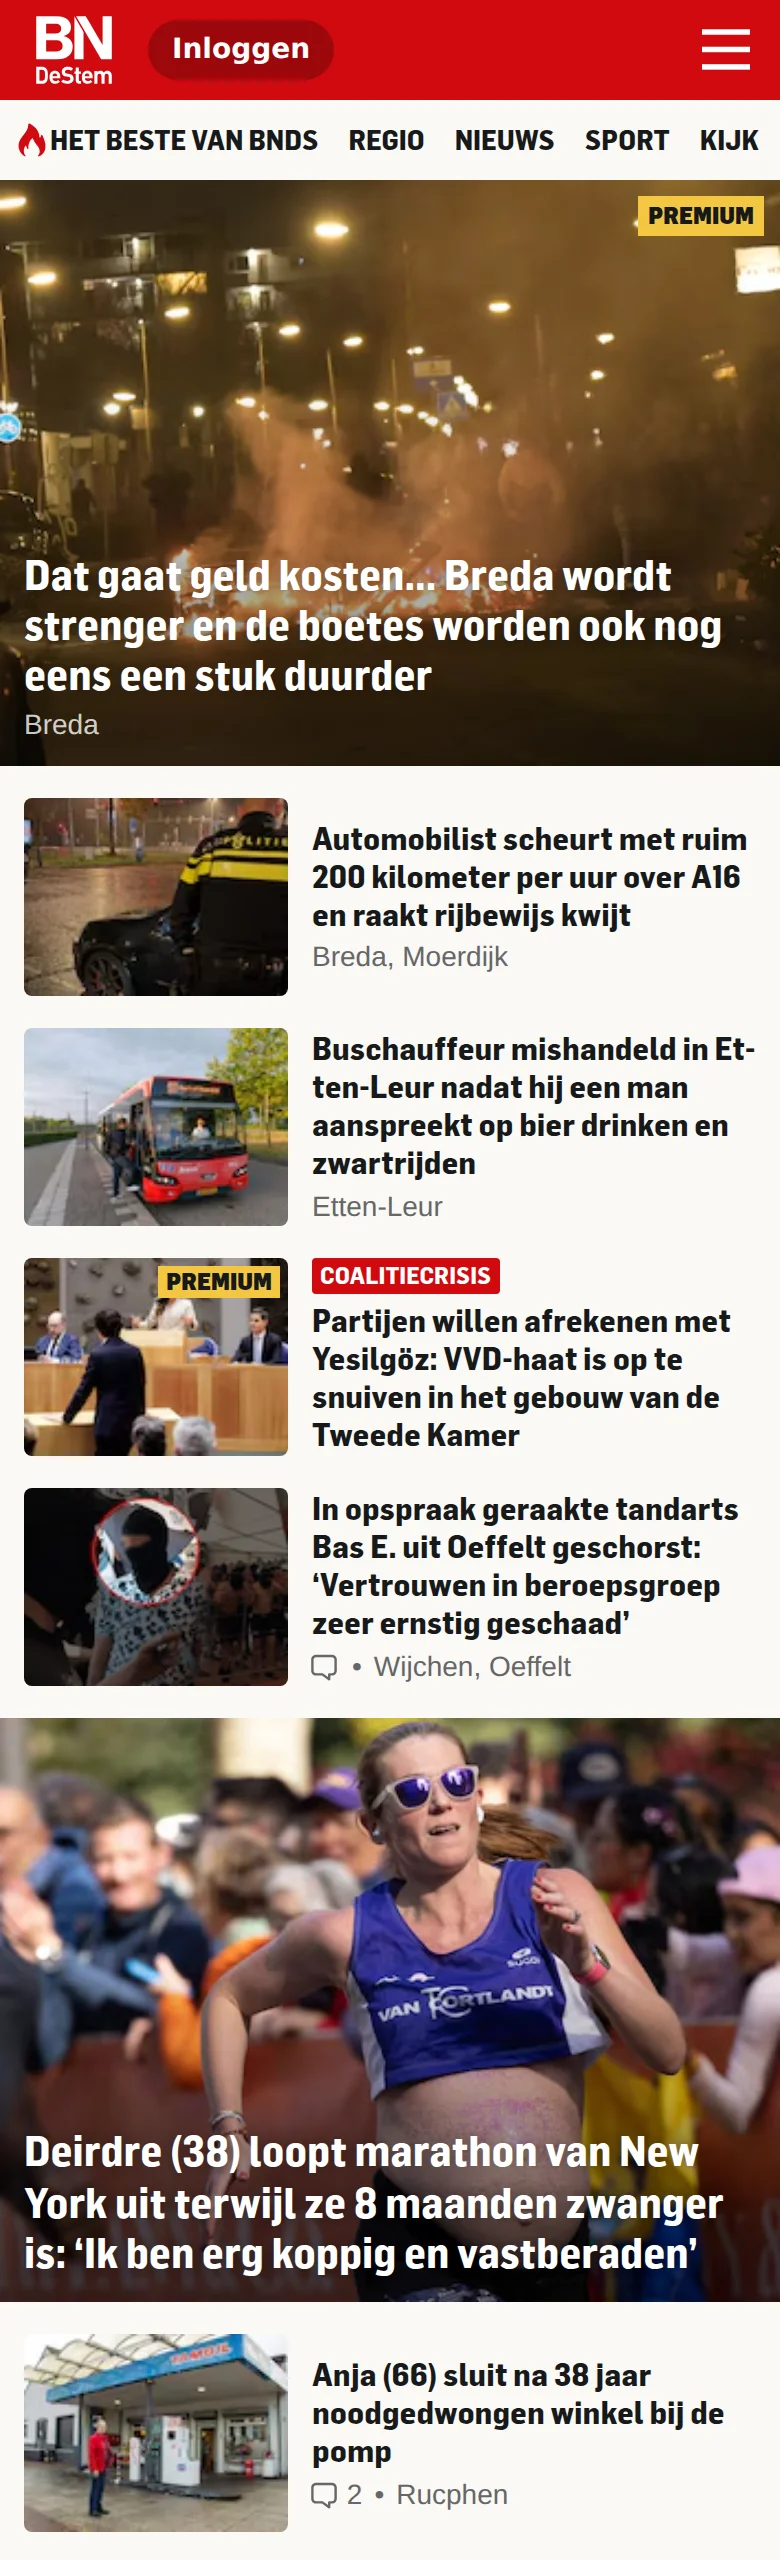 BN
DeStem
Inloggen
HET BESTE VAN BNDS REGIO NIEUWS SPORT KIJK
PREMIUM
Dat gaat geld kosten... Breda wordt
strenger en de boetes worden ook nog
eens een stuk duurder
Breda
POLITIE
Automobilist scheurt met ruim
200 kilometer per uur over A16
en raakt rijbewijs kwijt
Breda, Moerdijk
Buschauffeur mishandeld in Et-
ten-Leur nadat hij een man
aanspreekt op bier drinken en
zwartrijden
Etten-Leur
PREMIUM
COALITIECRISIS
Partijen willen afrekenen met
Yesilgöz: VVD-haat is op te
snuiven in het gebouw van de
Tweede Kamer
In opspraak geraakte tandarts
Bas E. uit Oeffelt geschorst:
‘Vertrouwen in beroepsgroep
zeer ernstig geschaad’
• Wijchen, Oeffelt
VAN CORTLANDT
Deirdre (38) loopt marathon van New
York uit terwijl ze 8 maanden zwanger
is: ‘Ik ben erg koppig en vastberaden’
TAMOIL
Anja (66) sluit na 38 jaar
noodgedwongen winkel bij de
pomp
2 • Rucphen